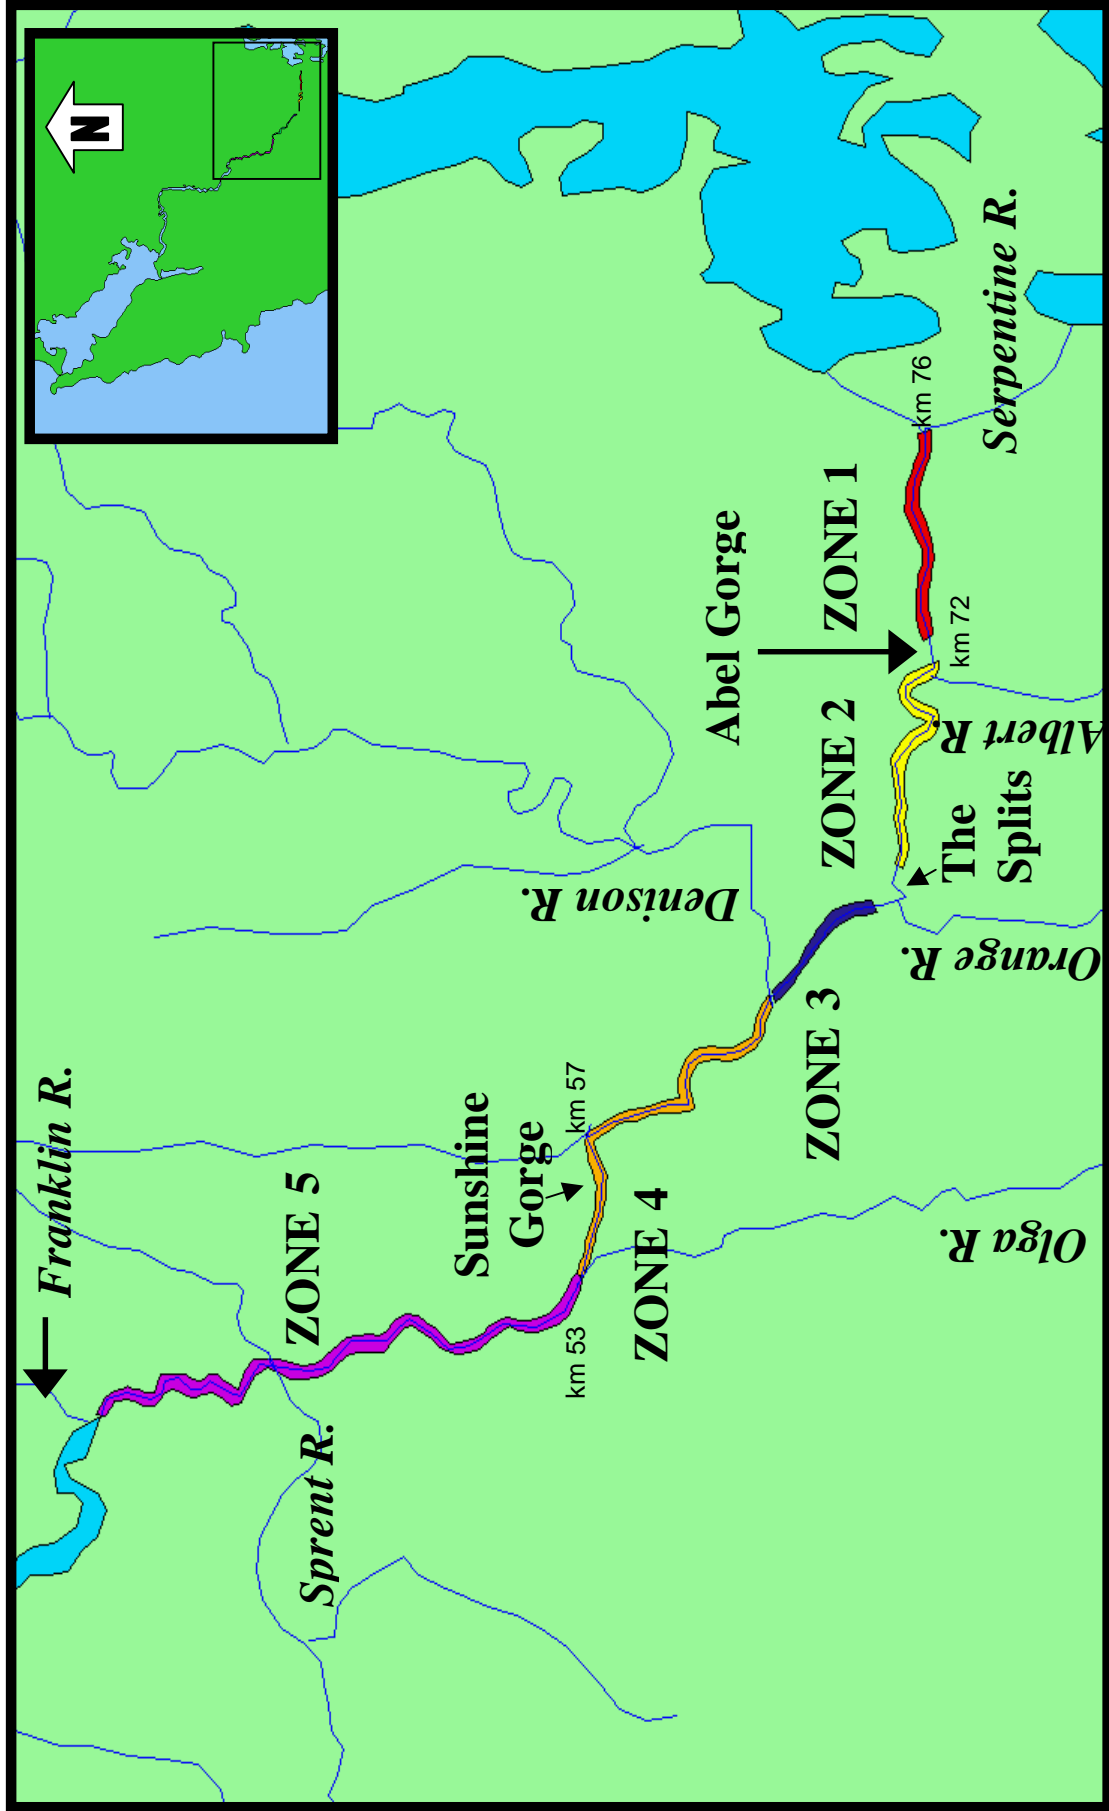 N
Franklin R.
ZONE 5
Sprent R.
Sunshine
Gorge
km 57
km 53
ZONE 4
Olga R.
Denison R.
ZONE 3
Orange R.
The
Splits
ZONE 2
Albert R.
Abel Gorge
ZONE 1
km 72
km 76
Serpentine R.